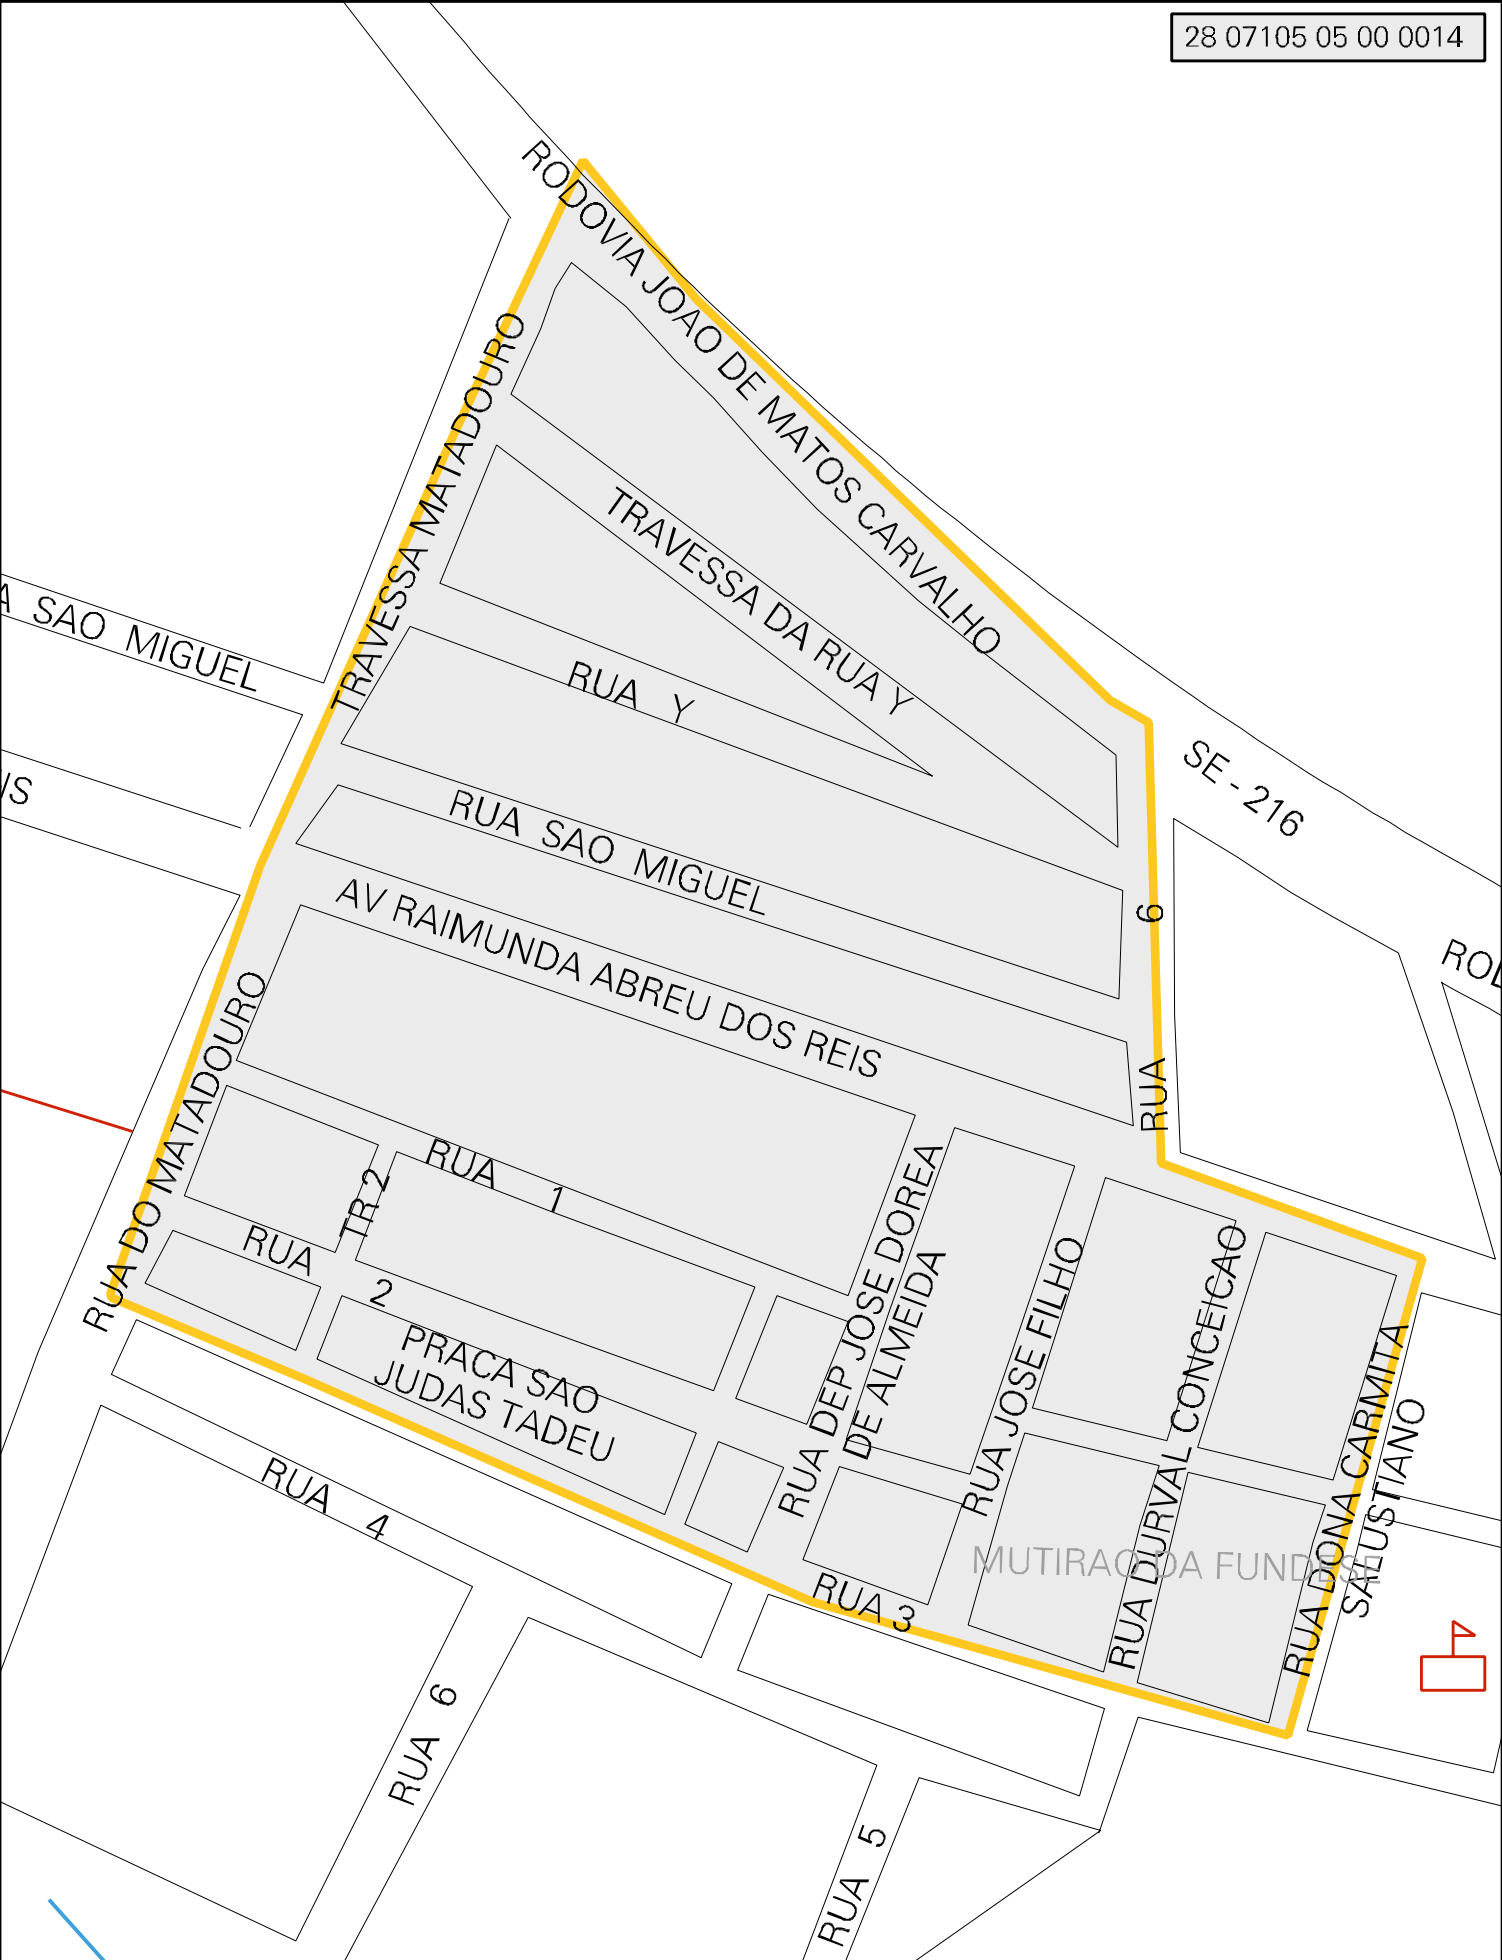 28 07105 05 00 0014
RODOVIA JOAO DE MATOS CARVALHO
TRAVESSA MATADOURO
TRAVESSA DA RUA Y
SAO MIGUEL
RUA Y
SE - 216
RUA SAO MIGUEL
AV RAIMUNDA ABREU DOS REIS
RUA 6
RUA DO MATADOURO
RUA 1
TR 2
RUA 2
PRACA SAO
JUDAS TADEU
RUA DEP JOSE DOREA
DE ALMEIDA
RUA JOSE FILHO
RUA DURVAL CONCEICAO
RUA DONA CARMITA
SALUSTIANO
MUTIRAO DA FUNDESE
RUA 3
RUA 4
RUA 6
RUA 5